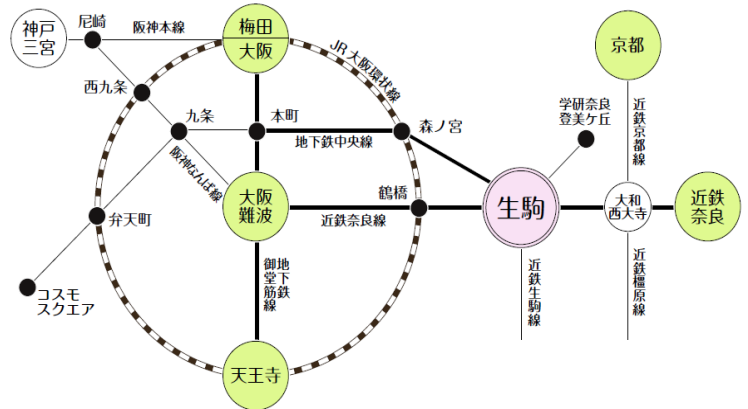 神戸
三宮
尼崎
阪神本線
梅田
大阪
JR大阪環状線
京都
西九条
九条
本町
地下鉄中央線
森ノ宮
学研奈良
登美ケ丘
近鉄京都線
阪神なんば線
弁天町
大阪
難波
近鉄奈良線
鶴橋
生駒
大和
西大寺
近鉄
奈良
コスモ
スクエア
地下鉄
御堂筋線
近鉄生駒線
近鉄橿原線
天王寺